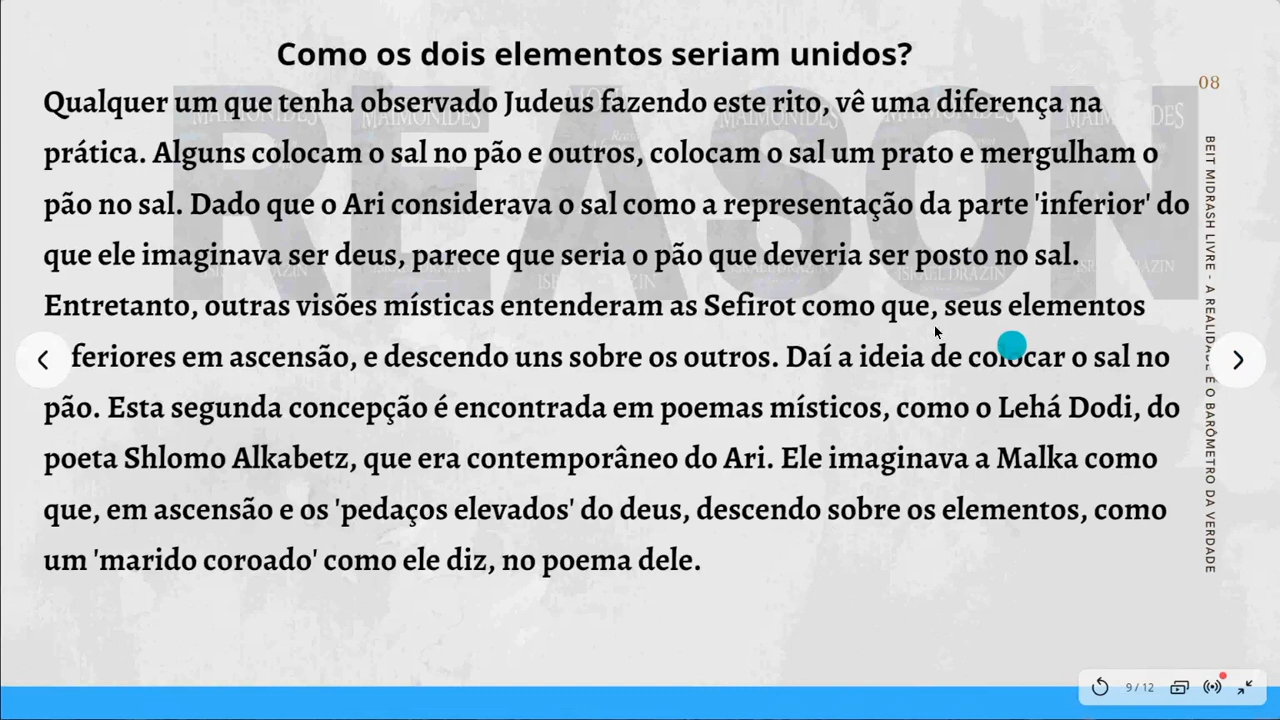 Como os dois elementos seriam unidos?
Qualquer um que tenha observado Judeus fazendo este rito, vê uma diferença na
prática. Alguns colocam o sal no pão e outros, colocam o sal um prato e mergulham o
pão no sal. Dado que o Ari considerava o sal como a representação da parte 'inferior' do
que ele imaginava ser deus, parece que seria o pão que deveria ser posto no sal.
Entretanto, outras visões místicas entenderam as Sefirot como que, seus elementos
feriores em ascensão, e descendo uns sobre os outros. Daí a ideia de colocar o sal no
pão. Esta segunda concepção é encontrada em poemas místicos, como o Lehá Dodi, do
poeta Shlomo Alkabetz, que era contemporâneo do Ari. Ele imaginava a Malka como
que, em ascensão e os 'pedaços elevados' do deus, descendo sobre os elementos, como
um 'marido coroado' como ele diz, no poema dele.
08
BEIT MIDRASH LIVRE - A REALIDADE É O BARÔMETRO DA VERDADE
REASON
MAIMONIDES
ISRAEL DRAZIN
9 / 12